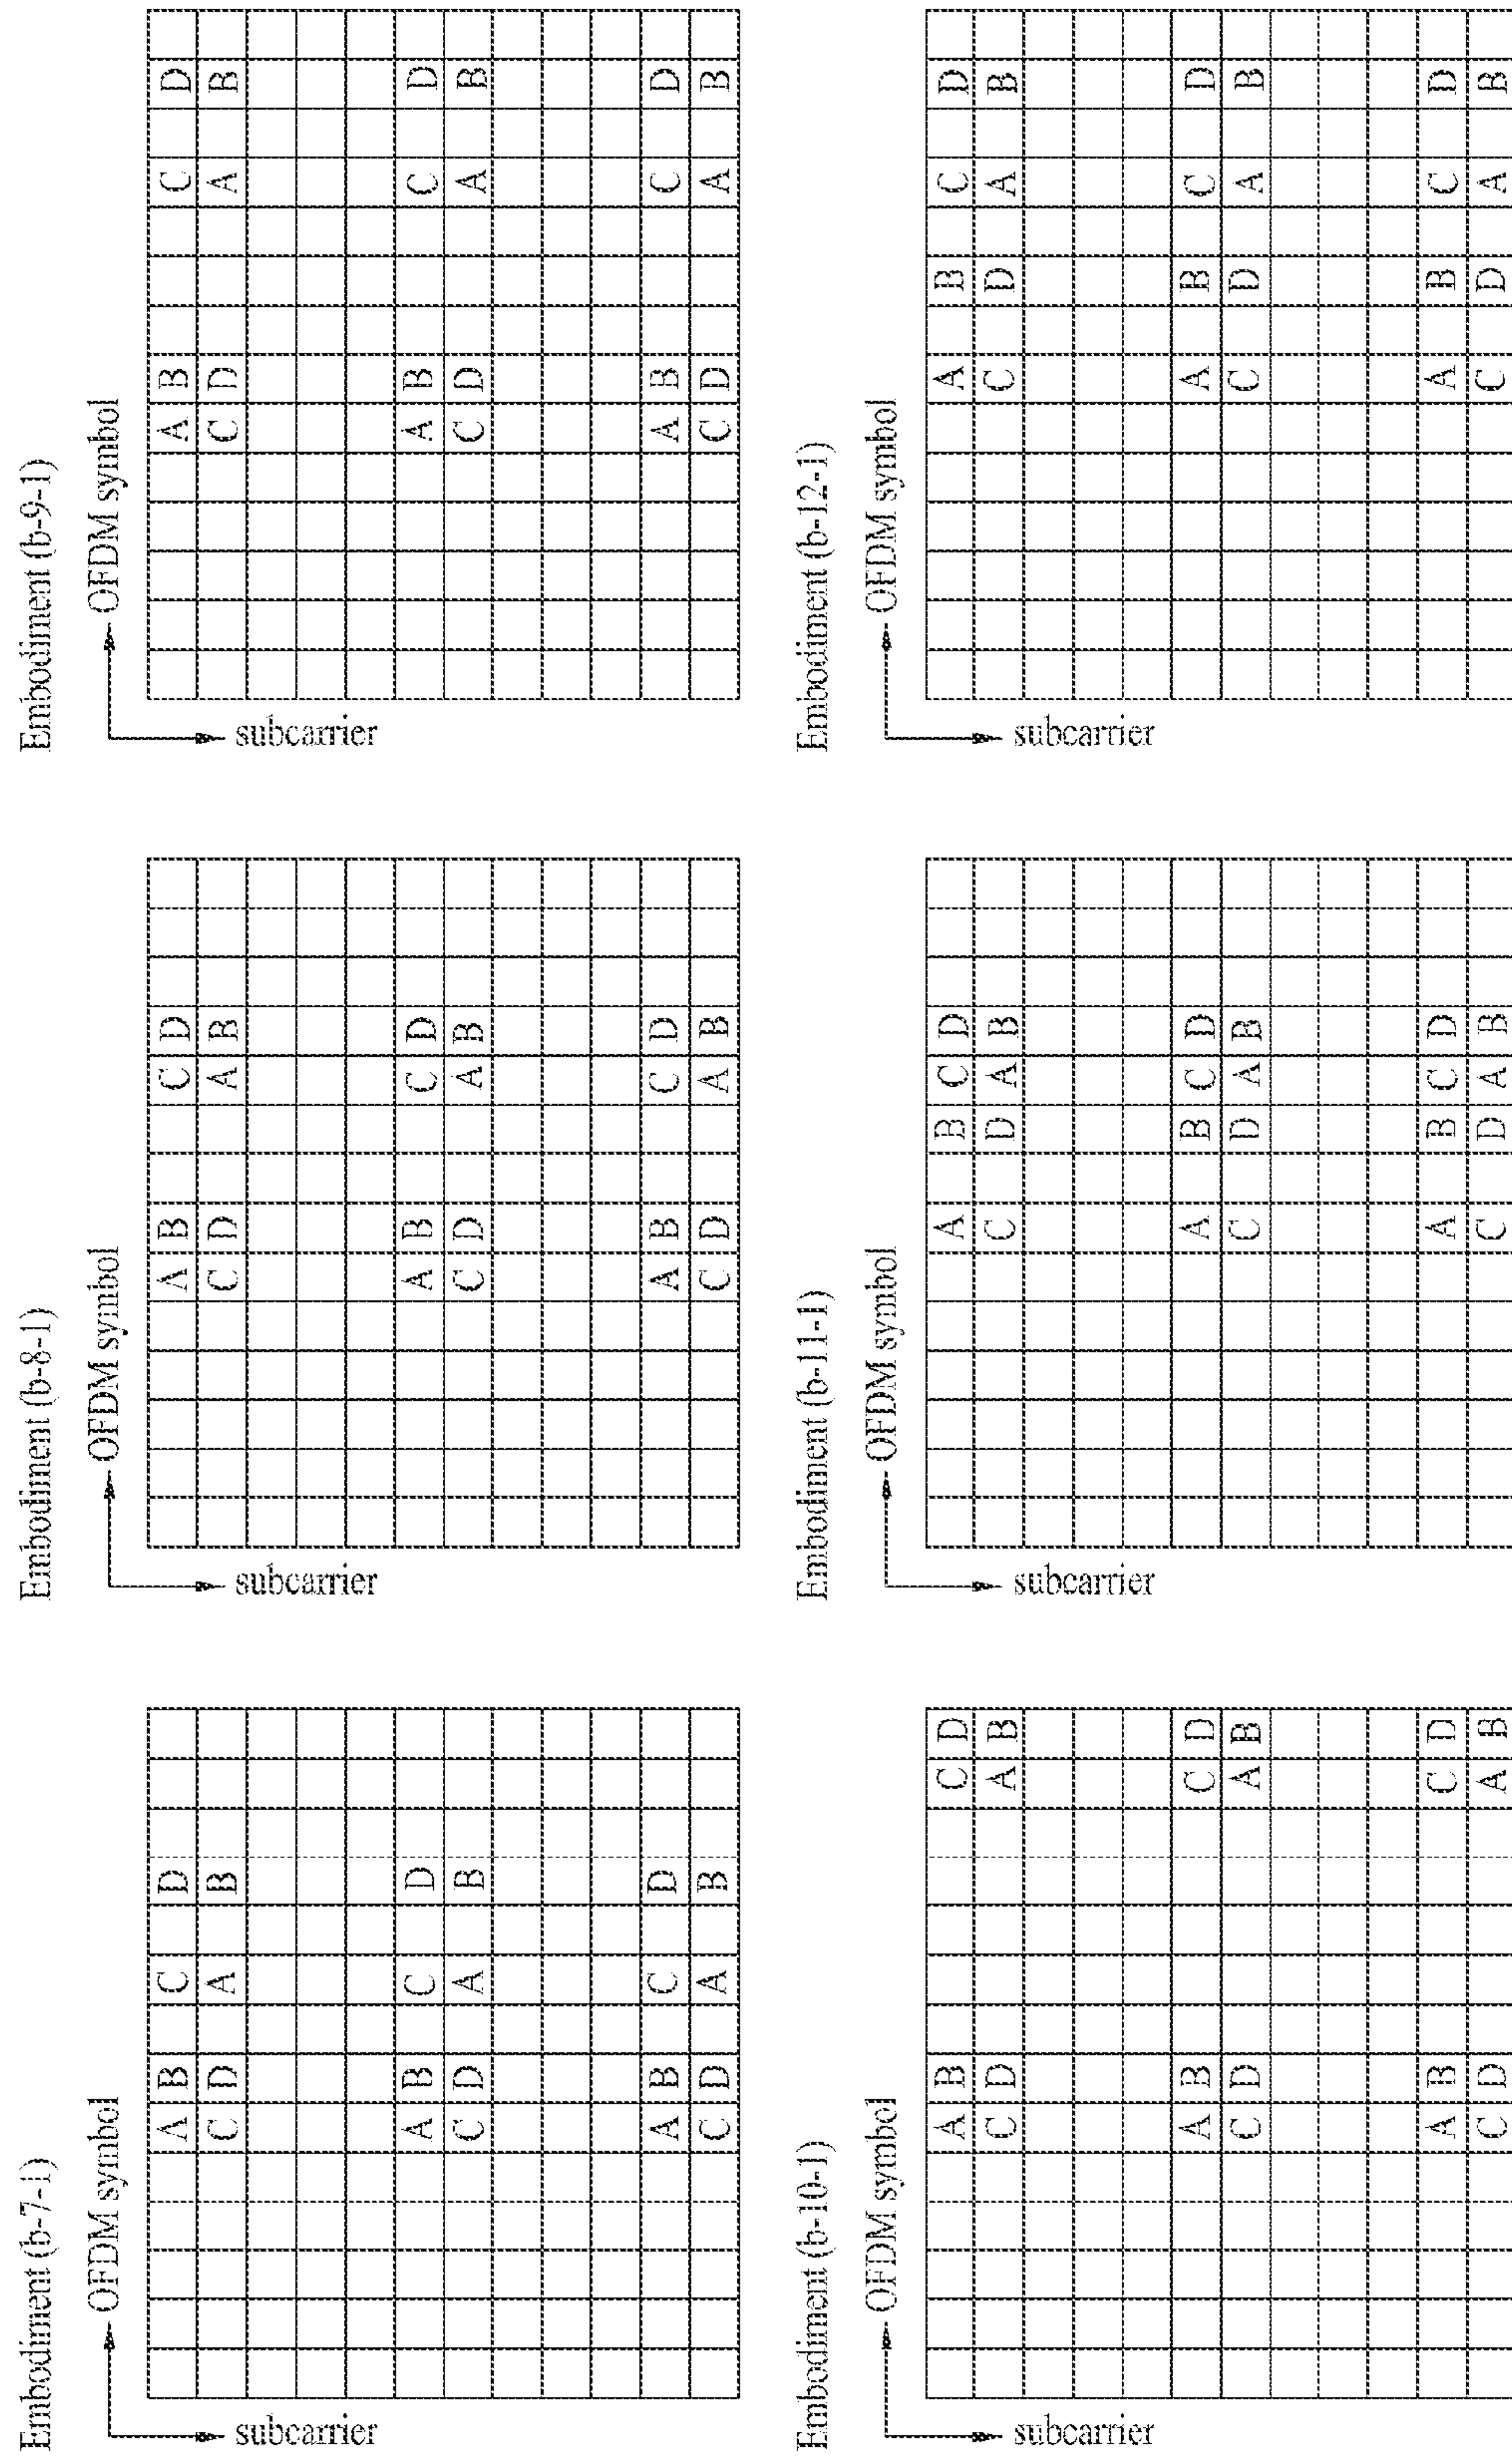 Embodiment (b-7-1)
OFDM symbol
subcarrier
A B C D
C D A B
A B C D
C D A B
A B C D
C D A B
Embodiment (b-8-1)
OFDM symbol
subcarrier
A B C D
C D A B
A B C D
C D A B
A B C D
C D A B
Embodiment (b-9-1)
OFDM symbol
subcarrier
A B C D
C D A B
A B C D
C D A B
A B C D
C D A B
Embodiment (b-10-1)
OFDM symbol
subcarrier
A B C D
C D A B
A B C D
C D A B
A B C D
C D A B
Embodiment (b-11-1)
OFDM symbol
subcarrier
A B C D
C D A B
A B C D
C D A B
A B C D
C D A B
Embodiment (b-12-1)
OFDM symbol
subcarrier
A B C D
C D A B
A B C D
C D A B
A B C D
C D A B